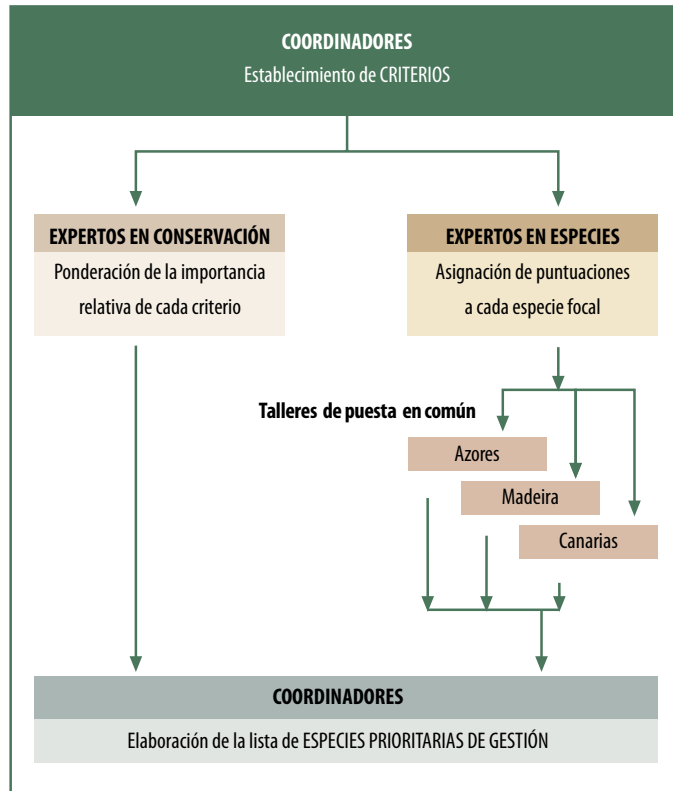 COORDINADORES
Establecimiento de CRITERIOS
EXPERTOS EN CONSERVACIÓN
Ponderación de la importancia
relativa de cada criterio
EXPERTOS EN ESPECIES
Asignación de puntuaciones
a cada especie focal
Talleres de puesta en común
Azores
Madeira
Canarias
COORDINADORES
Elaboración de la lista de ESPECIES PRIORITARIAS DE GESTIÓN